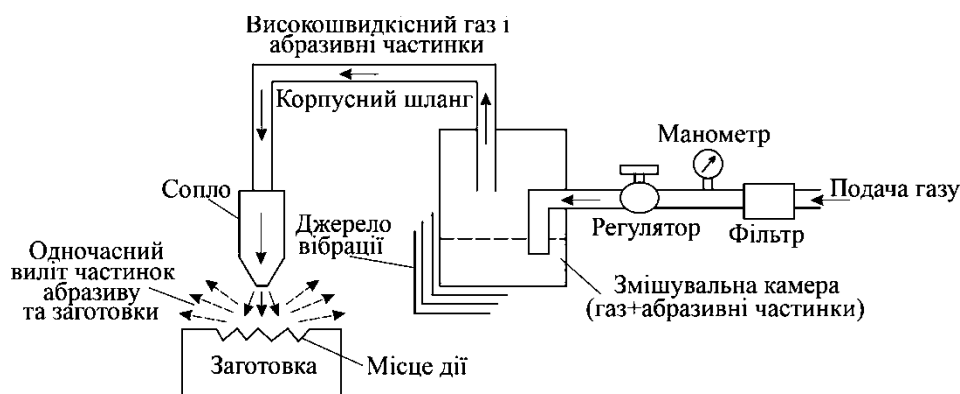 Високошвидкісний газ і
абразивні частинки
Корпусний шланг
Манометр
Сопло
Подача газу
Джерело
вібрації
Регулятор
Фільтр
Одночасний
виліт частинок
абразиву
та заготовки
Змішувальна камера
(газ+абразивні частинки)
Заготовка
Місце дії